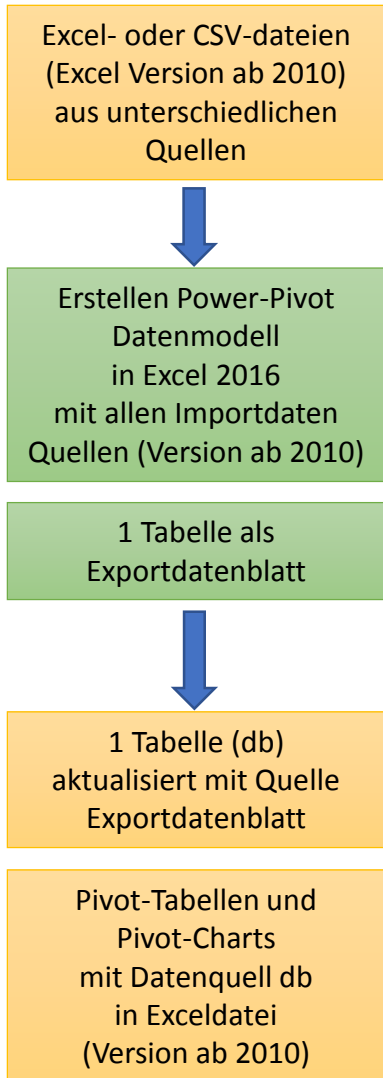 Excel- oder CSV-dateien
(Excel Version ab 2010)
aus unterschiedlichen
Quellen
Erstellen Power-Pivot
Datenmodell
in Excel 2016
mit allen Importdaten
Quellen (Version ab 2010)
1 Tabelle als
Exportdatenblatt
1 Tabelle (db)
aktualisiert mit Quelle
Exportdatenblatt
Pivot-Tabellen und
Pivot-Charts
mit Datenquell db
in Exceldatei
(Version ab 2010)